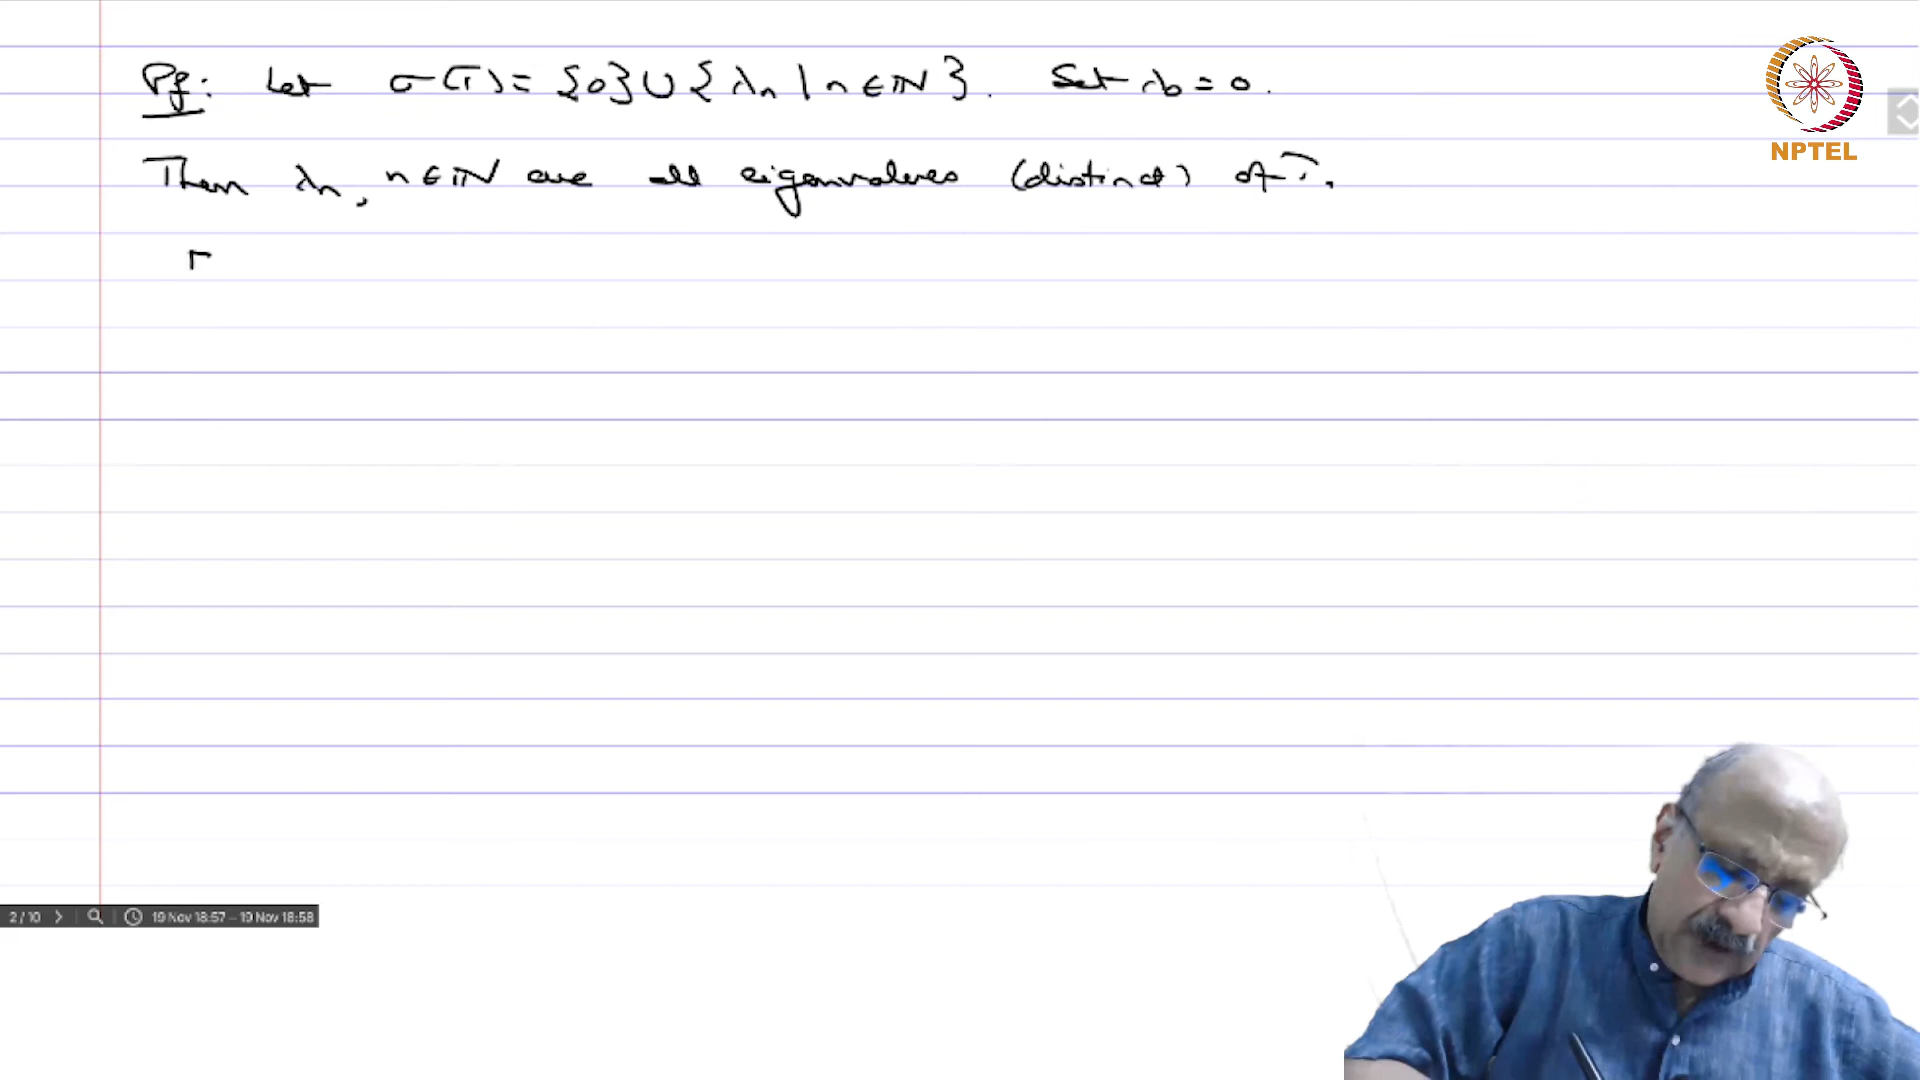 Pf: Let σ(T) = {0} ∪ {λn | n ∈ ℕ}. Set λ0 = 0.
Then λn, n ∈ ℕ are all eigenvalues (distinct) of T.
NPTEL
2 / 10 19 Nov 18:57 – 19 Nov 18:58